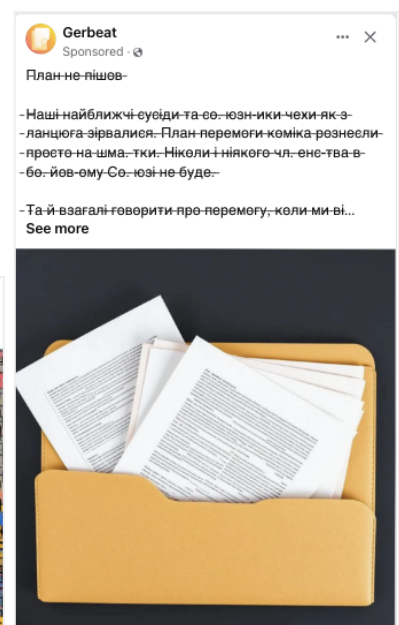 Gerbeat
Sponsored ·
План не пішов
-Наші найближчі сусіди та со. юзн-ики чехи як з-
-ланцюга зірвалися. План перемоги коміка рознесли-
-просто на шма. тки. Ніколи і ніякого чл. енс-тва в-
-бо. йов-ому Со. юзі не буде.-
-Та й взагалі говорити про перемогу, коли ми ві...
See more